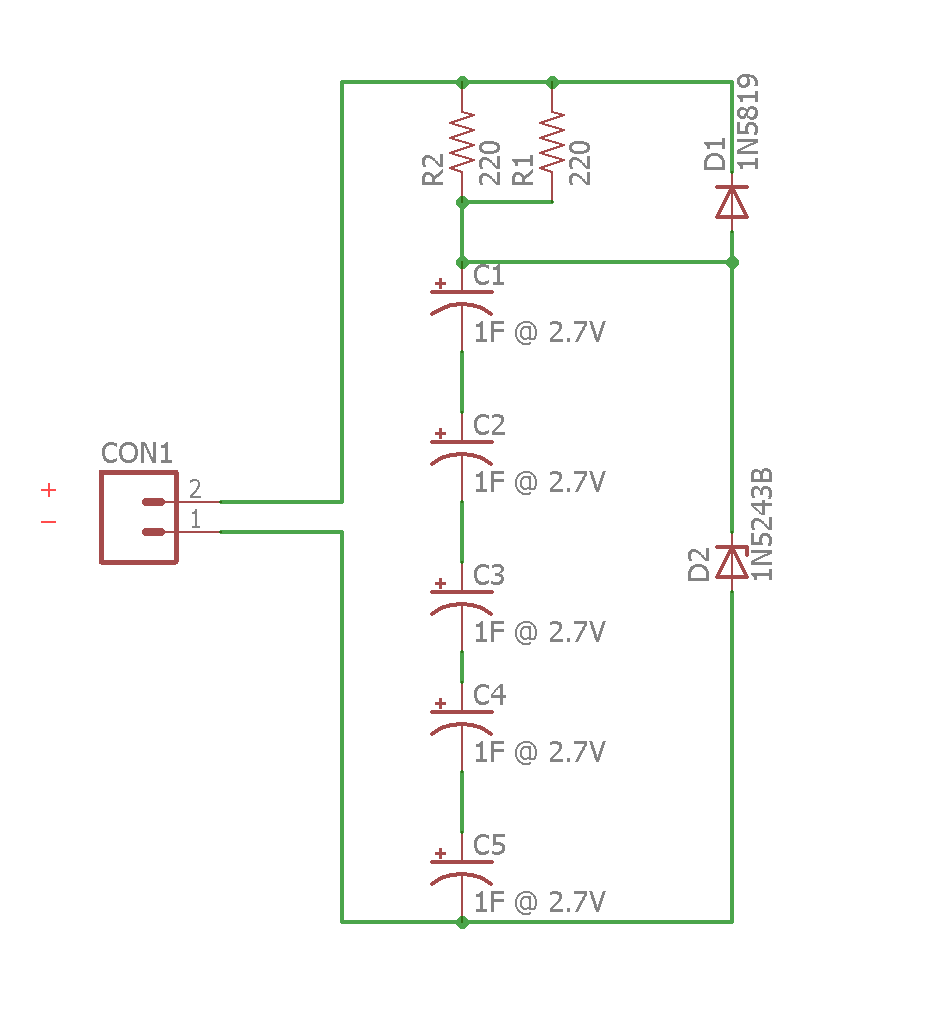 1N5819
D1
R2
220
R1
220
C1
1F @ 2.7V
C2
1F @ 2.7V
CON1
+
2
−
1
1N5243B
D2
C3
1F @ 2.7V
C4
1F @ 2.7V
C5
1F @ 2.7V